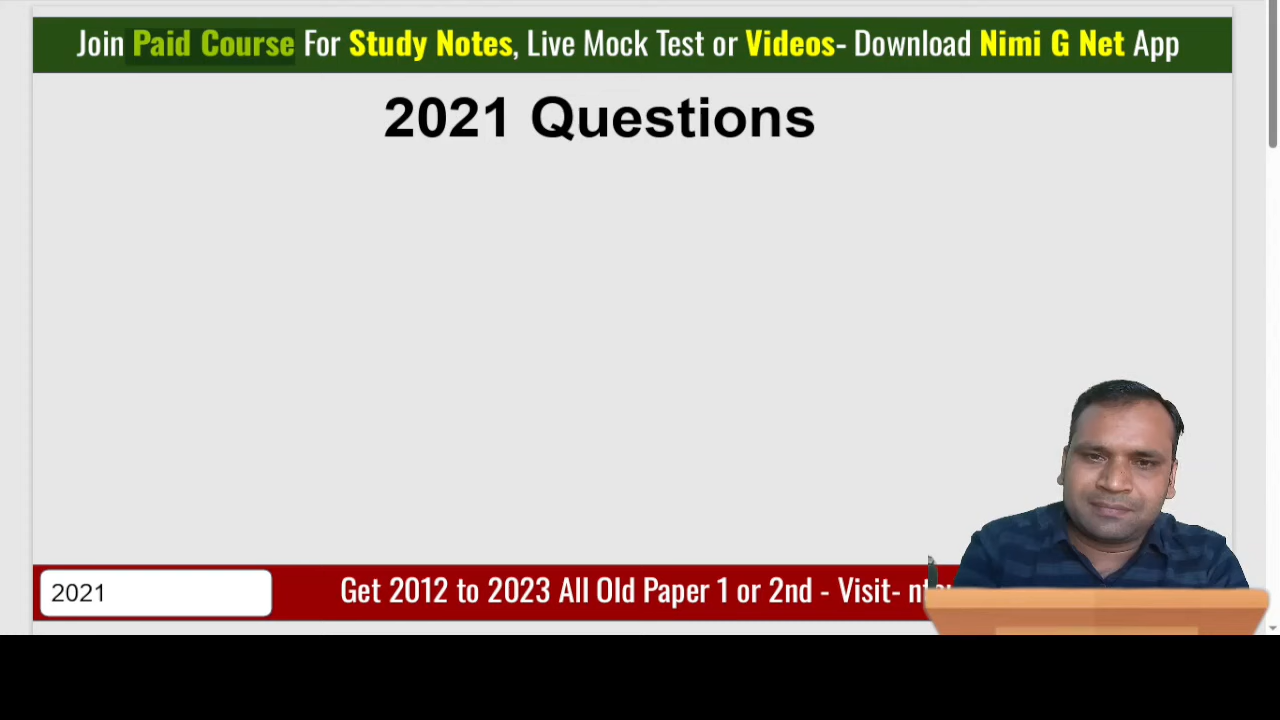 Join Paid Course For Study Notes, Live Mock Test or Videos- Download Nimi G Net App
2021 Questions
2021
Get 2012 to 2023 All Old Paper 1 or 2nd - Visit-